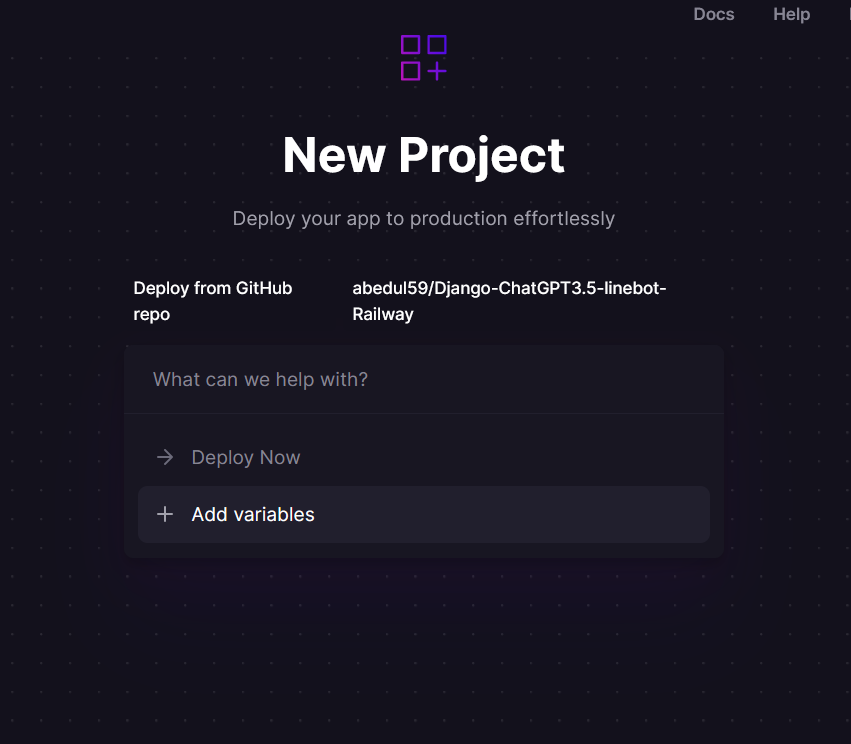 Docs Help
New Project
Deploy your app to production effortlessly
Deploy from GitHub
repo
abedul59/Django-ChatGPT3.5-linebot-
Railway
What can we help with?
Deploy Now
Add variables